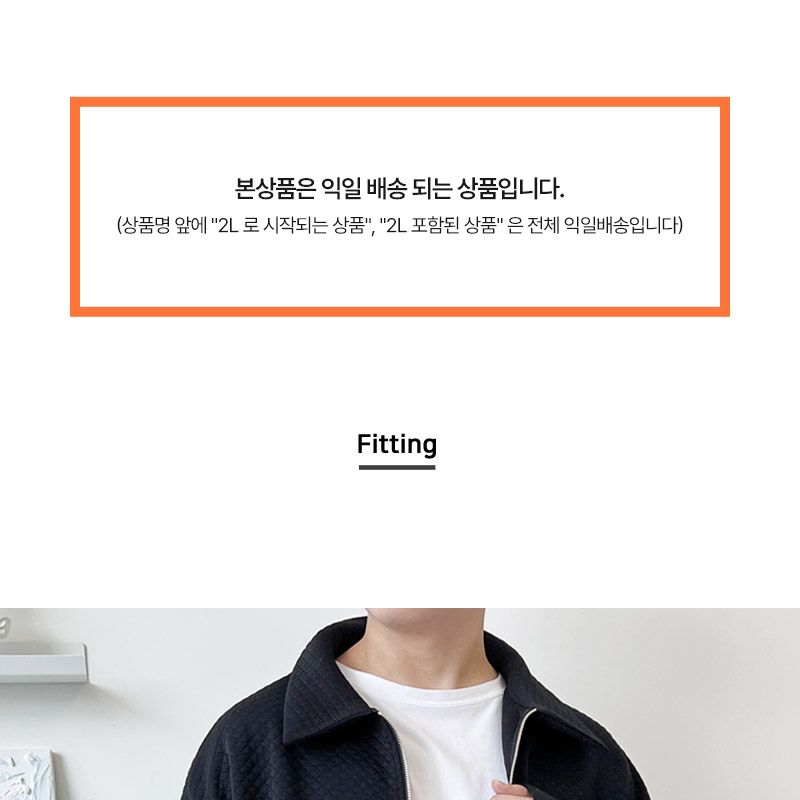 본상품은 익일 배송 되는 상품입니다.
(상품명 앞에 "2L 로 시작되는 상품", "2L 포함된 상품" 은 전체 익일배송입니다)
Fitting